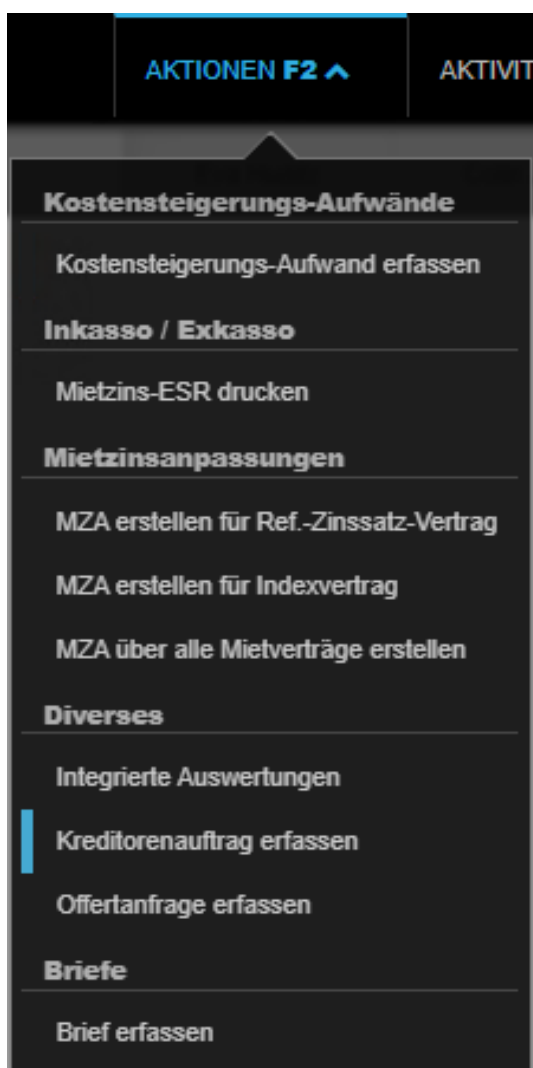 AKTIONEN F2 AKTIVIT
Kostensteigerungs-Aufwände
Kostensteigerungs-Aufwand erfassen
Inkasso / Exkasso
Mietzins-ESR drucken
Mietzinsanpassungen
MZA erstellen für Ref.-Zinssatz-Vertrag
MZA erstellen für Indexvertrag
MZA über alle Mietverträge erstellen
Diverses
Integrierte Auswertungen
Kreditorenauftrag erfassen
Offertanfrage erfassen
Briefe
Brief erfassen